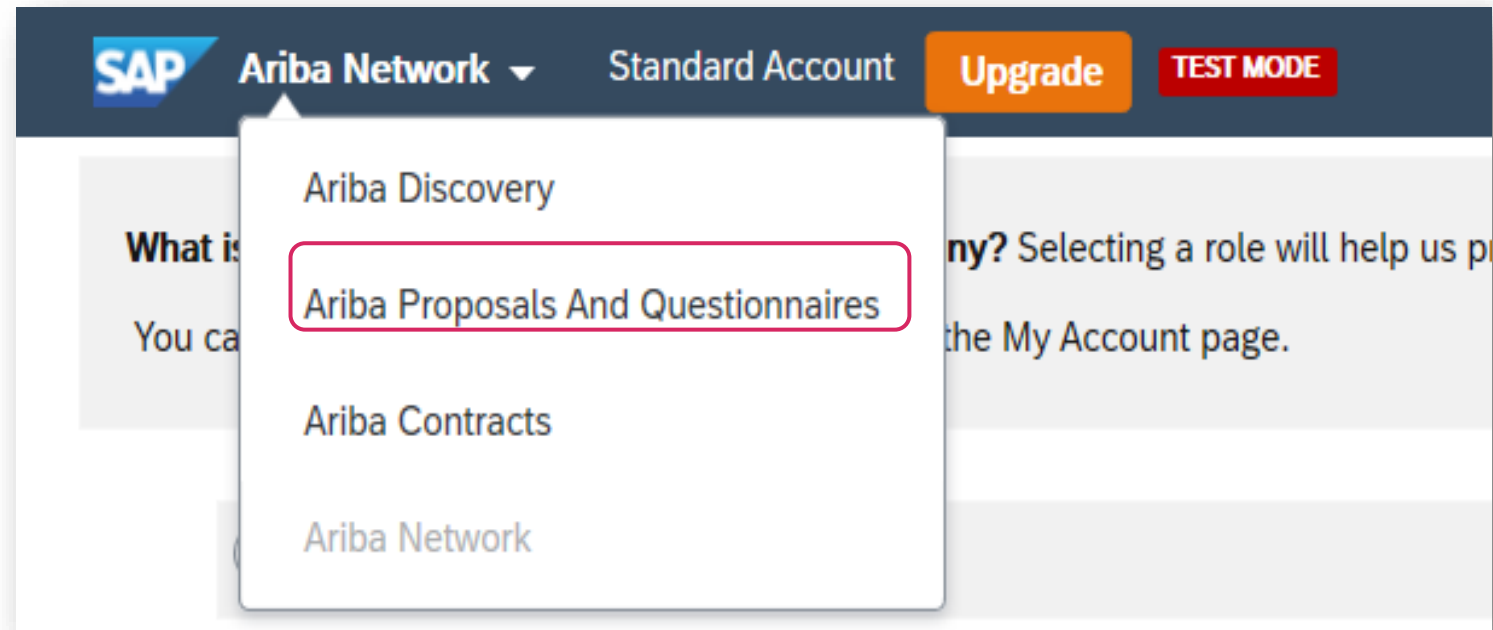 SAP Ariba Network Standard Account Upgrade TEST MODE
Ariba Discovery
What is ny? Selecting a role will help us
Ariba Proposals And Questionnaires
You ca the My Account page.
Ariba Contracts
Ariba Network